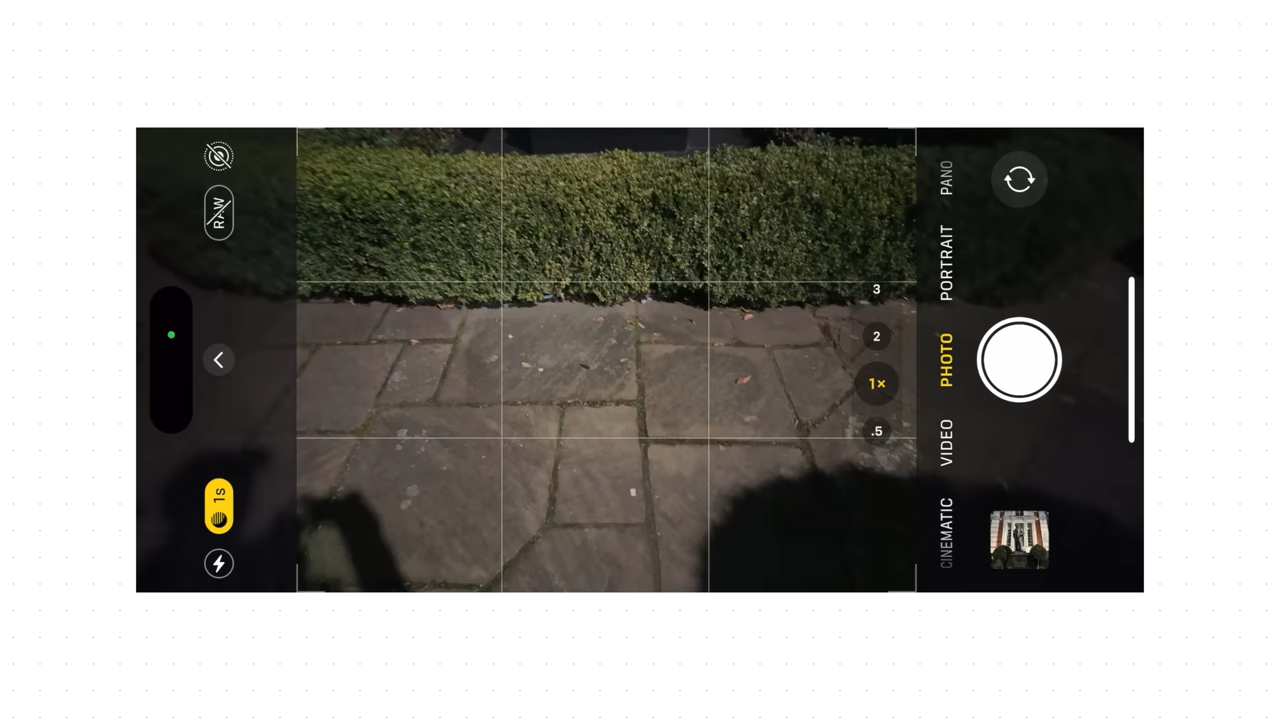 RAW
1s
3
2
1×
.5
PANO
PORTRAIT
PHOTO
VIDEO
CINEMATIC